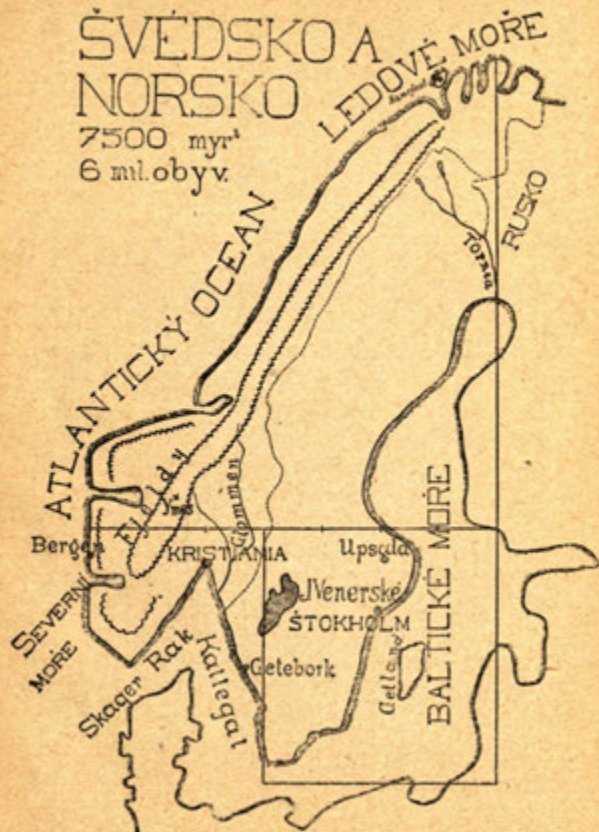 ŠVÉDSKO A
NORSKO
7500 myr²
6 mil. obyv.
LEDOVÉ MOŘE
ATLANTICKÝ OCEAN
RUSKO
Tornea
Fjeldy
Glommen
Bergen
KRISTIANIA
Upsala
SEVERNÍ
MOŘE
J.Venerské
ŠTOKHOLM
Skager Rak
Kattegat
Getebork
Gotland
BALTICKÉ MOŘE